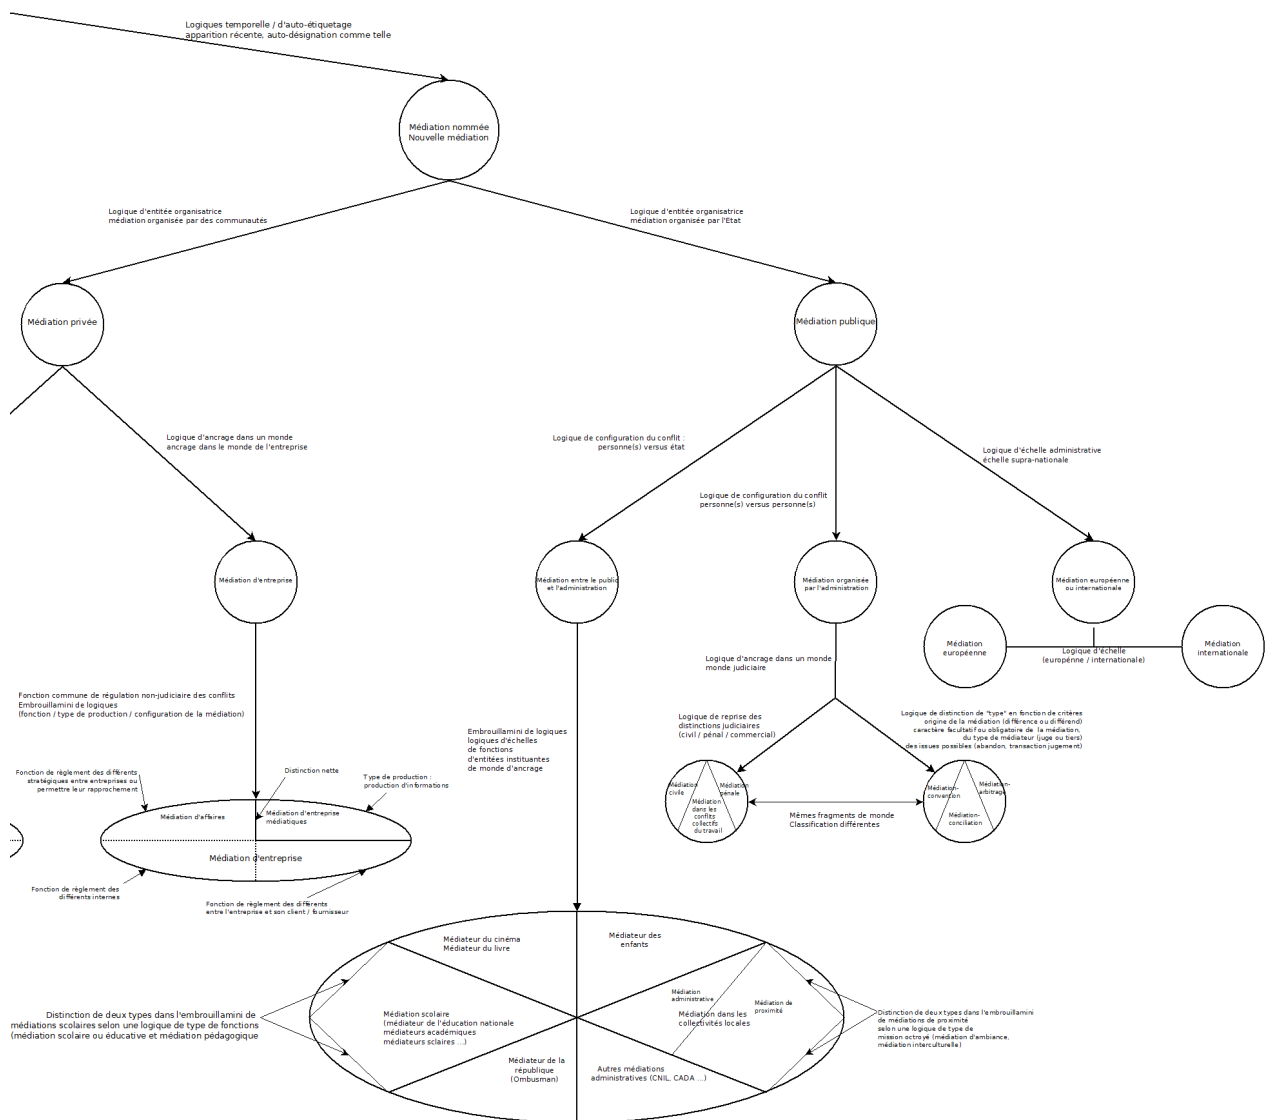 Logiques temporelle / d'auto-étiquetage
apparition récente, auto-désignation comme telle
Médiation nommée
Nouvelle médiation
Logique d'entitée organisatrice
médiation organisée par des communautés
Logique d'entitée organisatrice
médiation organisée par l'Etat
Médiation privée
Médiation publique
Logique d'ancrage dans un monde
ancrage dans le monde de l'entreprise
Logique de configuration du conflit :
personne(s) versus état
Logique d'échelle administrative
échelle supra-nationale
Logique de configuration du conflit
personne(s) versus personne(s)
Médiation d'entreprise
Médiation entre le public
et l'administration
Médiation organisée
par l'administration
Médiation européenne
ou internationale
Médiation
européenne
Logique d'échelle
(europénne / internationale)
Médiation
internationale
Logique d'ancrage dans un monde
monde judiciaire
Fonction commune de régulation non-judiciaire des conflits
Embrouillamini de logiques
(fonction / type de production / configuration de la médiation)
Logique de reprise des
distinctions judiciaires
(civil / pénal / commercial)
Logique de distinction de "type" en fonction de critères
origine de la médiation (différence ou différend)
caractère facultatif ou obligatoire de la médiation,
du type de médiateur (juge ou tiers)
des issues possibles (abandon, transaction jugement)
Embrouillamini de logiques
logiques d'échelles
de fonctions
d'entitées instituantes
de monde d'ancrage
Fonction de règlement des différents
stratégiques entre entreprises ou
permettre leur rapprochement
Distinction nette
Type de production :
production d'informations
Médiation
civile
Médiation
pénale
Médiation
dans les
conflits
collectifs
du travail
Médiation-
convention
Médiation-
arbitrage
Médiation-
conciliation
Mêmes fragments de monde
Classification différentes
Médiation d'affaires
Médiation d'entreprise
médiatiques
Médiation d'entreprise
Fonction de règlement des
différents internes
Fonction de règlement des différents
entre l'entreprise et son client / fournisseur
Médiateur du cinéma
Médiateur du livre
Médiateur des
enfants
Médiation
administrative
Médiation de
proximité
Médiation dans les
collectivités locales
Médiation scolaire
(médiateur de l'éducation nationale
médiateurs académiques
médiateurs sclaires ...)
Distinction de deux types dans l'embrouillamini de
médiations scolaires selon une logique de type de fonctions
(médiation scolaire ou éducative et médiation pédagogique
Distinction de deux types dans l'embrouillamini
de médiations de proximité
selon une logique de type de
mission octroyé (médiation d'ambiance,
médiation interculturelle)
Médiateur de la
république
(Ombusman)
Autres médiations
administratives (CNIL, CADA ...)